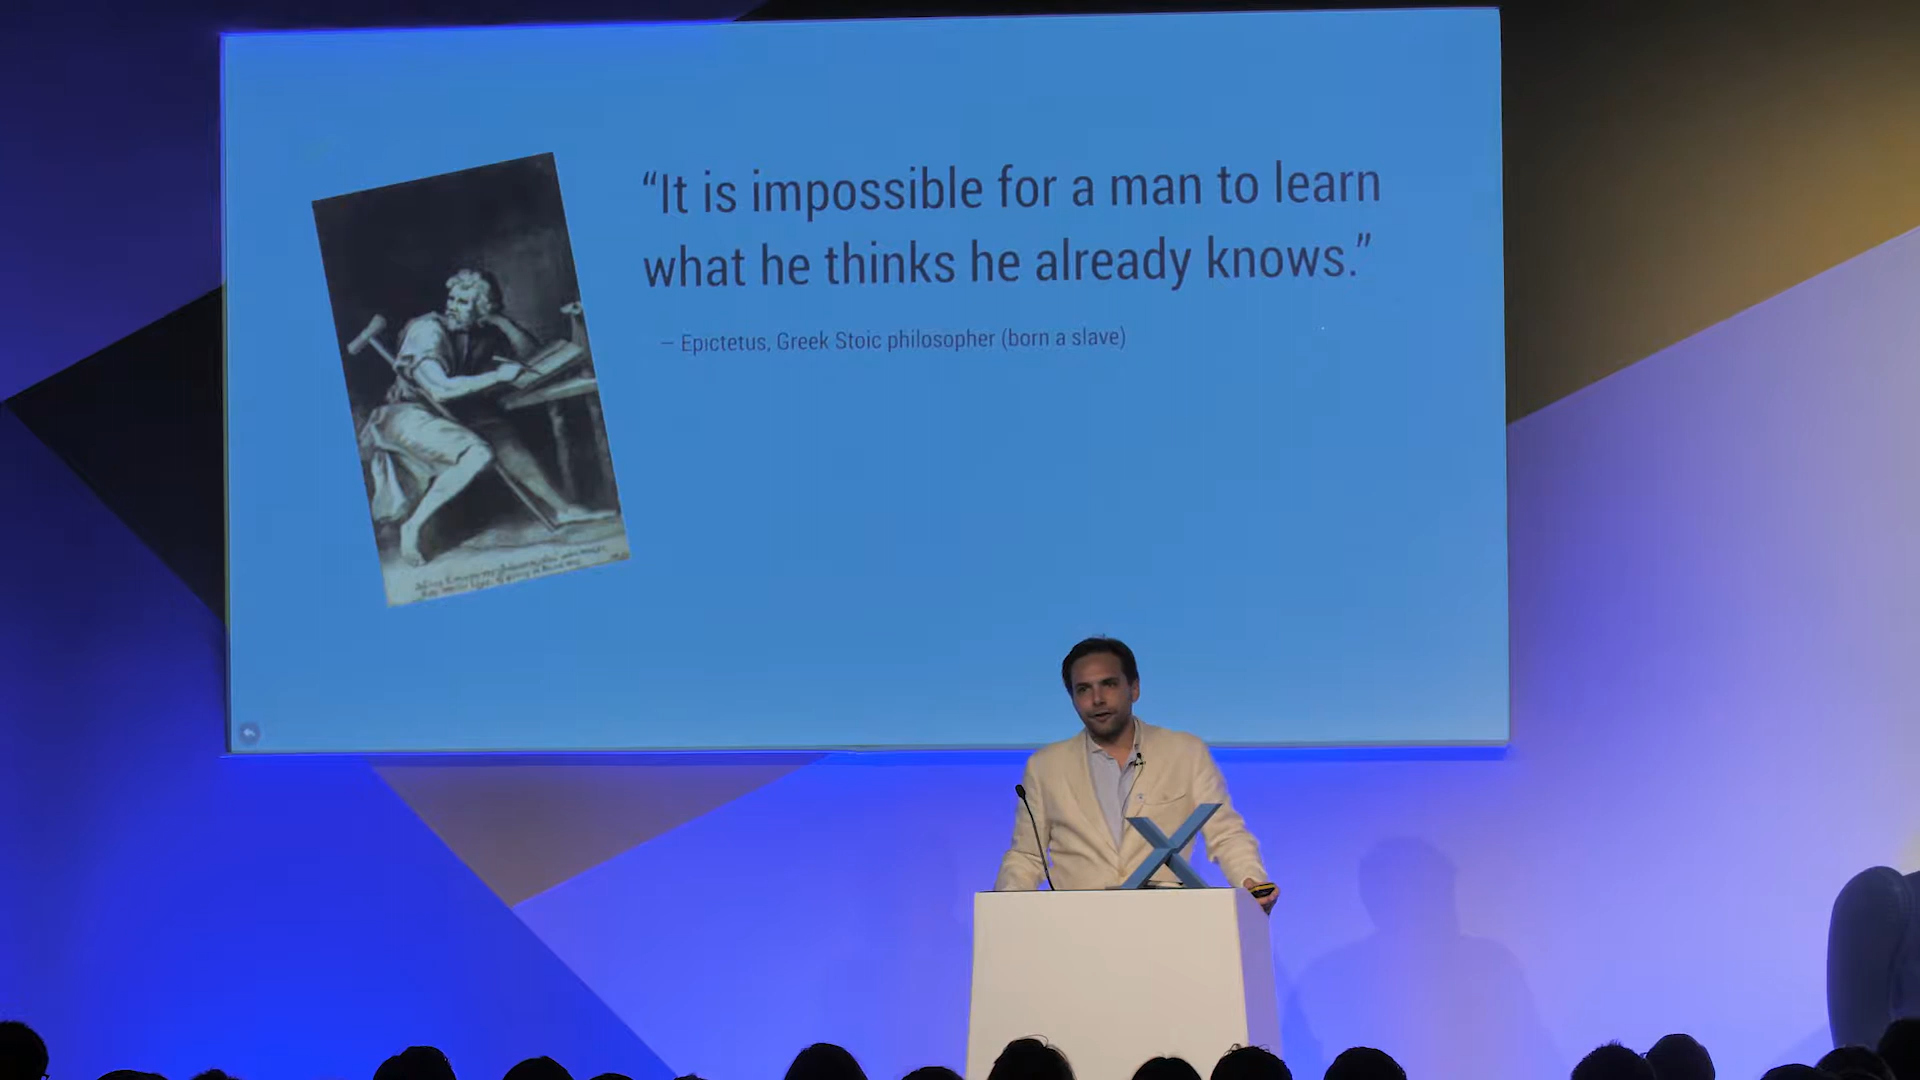 “It is impossible for a man to learn
what he thinks he already knows.”
– Epictetus, Greek Stoic philosopher (born a slave)
X